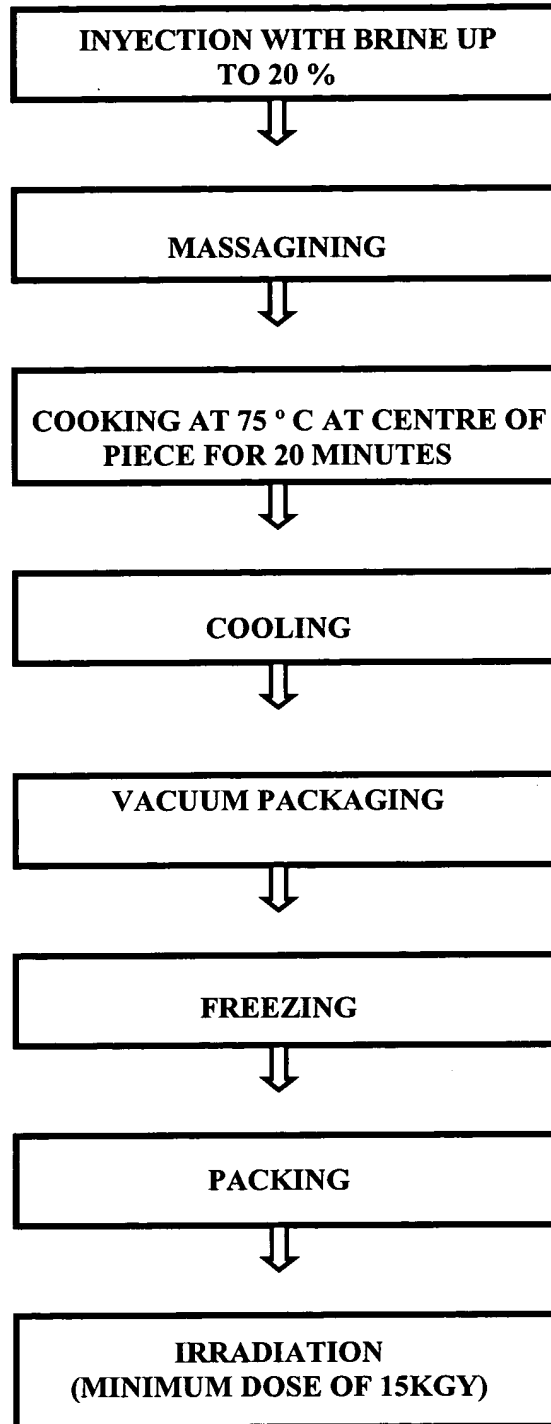 INYECTION WITH BRINE UP
TO 20 %
MASSAGINING
COOKING AT 75 º C AT CENTRE OF
PIECE FOR 20 MINUTES
COOLING
VACUUM PACKAGING
FREEZING
PACKING
IRRADIATION
(MINIMUM DOSE OF 15KGY)